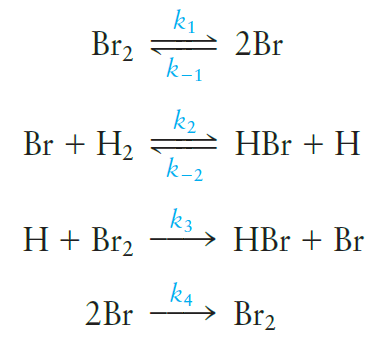 Br₂ ⇌ 2Br k₁ k₋₁
Br + H₂ ⇌ HBr + H k₂ k₋₂
H + Br₂ →k₃ HBr + Br
2Br →k₄ Br₂